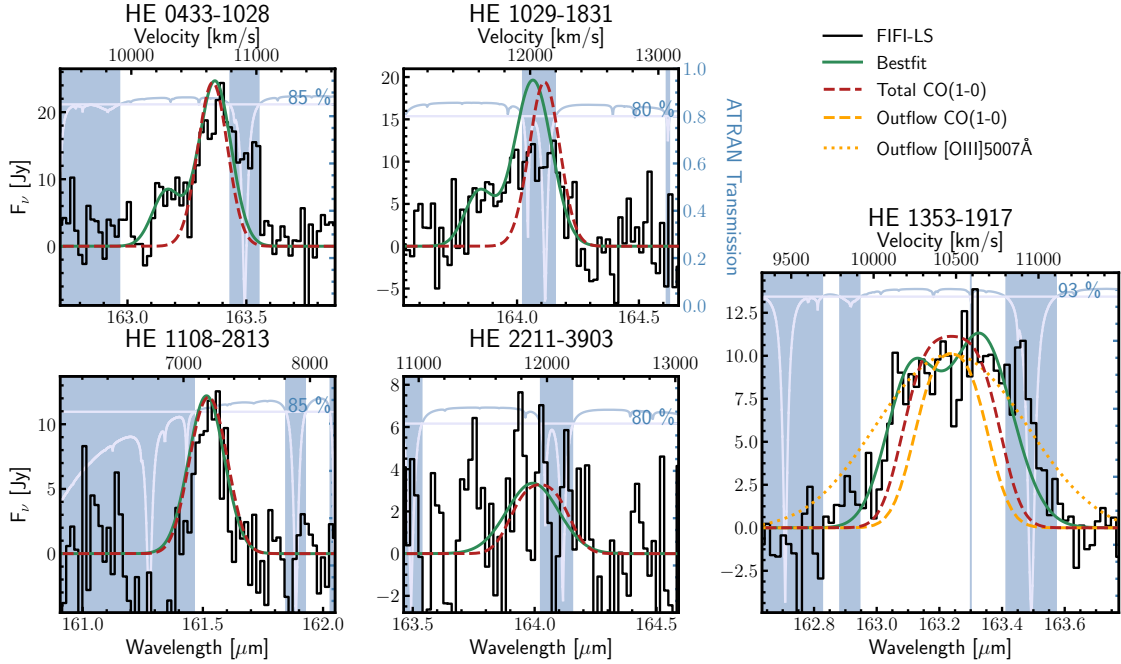 HE 0433-1028
Velocity [km/s]
10000 11000
85 %
20
10
0
F_ν [Jy]
163.0 163.5
HE 1029-1831
Velocity [km/s]
12000 13000
80 %
20
15
10
5
0
−5
1.0
0.8
0.6
0.4
0.2
0.0
ATRAN Transmission
164.0 164.5
FIFI-LS
Bestfit
Total CO(1-0)
Outflow CO(1-0)
Outflow [OIII]5007Å
HE 1108-2813
7000 8000
85 %
10
5
0
F_ν [Jy]
161.0 161.5 162.0
Wavelength [μm]
HE 2211-3903
11000 12000 13000
80 %
8
6
4
2
0
−2
163.5 164.0 164.5
Wavelength [μm]
HE 1353-1917
Velocity [km/s]
9500 10000 10500 11000
93 %
12.5
10.0
7.5
5.0
2.5
0.0
−2.5
162.8 163.0 163.2 163.4 163.6
Wavelength [μm]